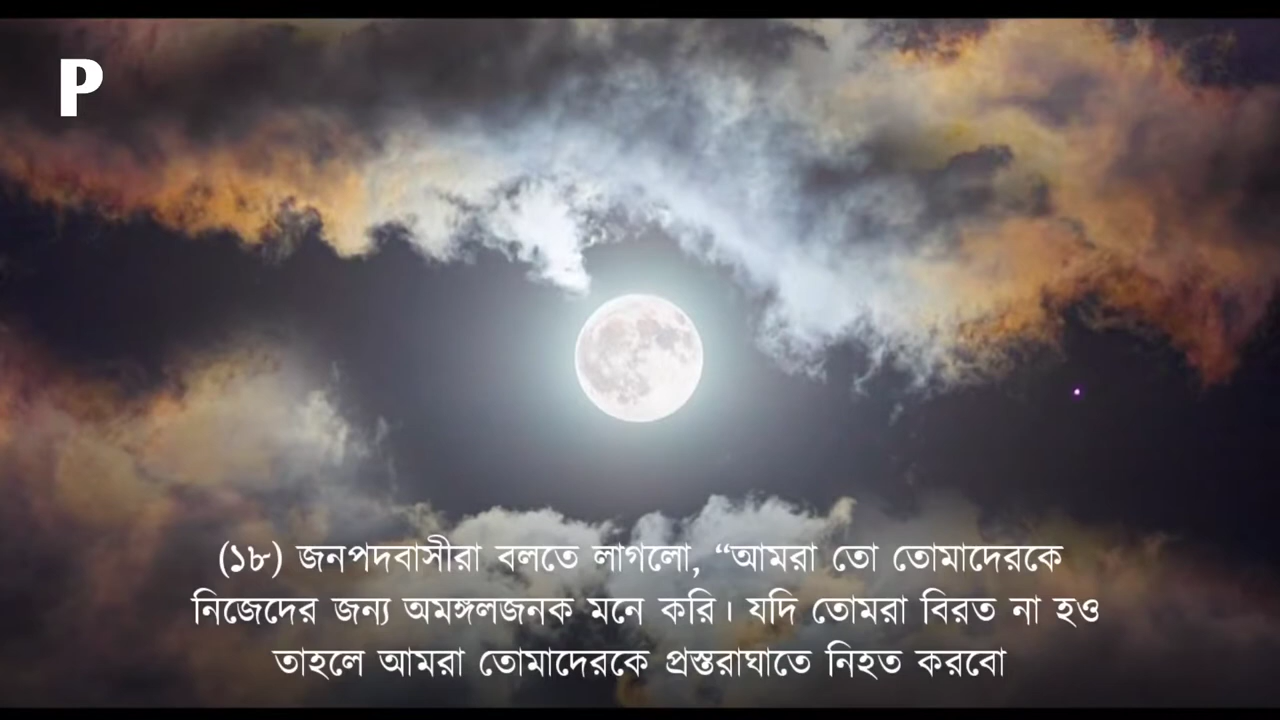 P
(১৮) জনপদবাসীরা বলতে লাগলো, “আমরা তো তোমাদেরকে
নিজেদের জন্য অমঙ্গলজনক মনে করি। যদি তোমরা বিরত না হও
তাহলে আমরা তোমাদেরকে প্রস্তরাঘাতে নিহত করবো